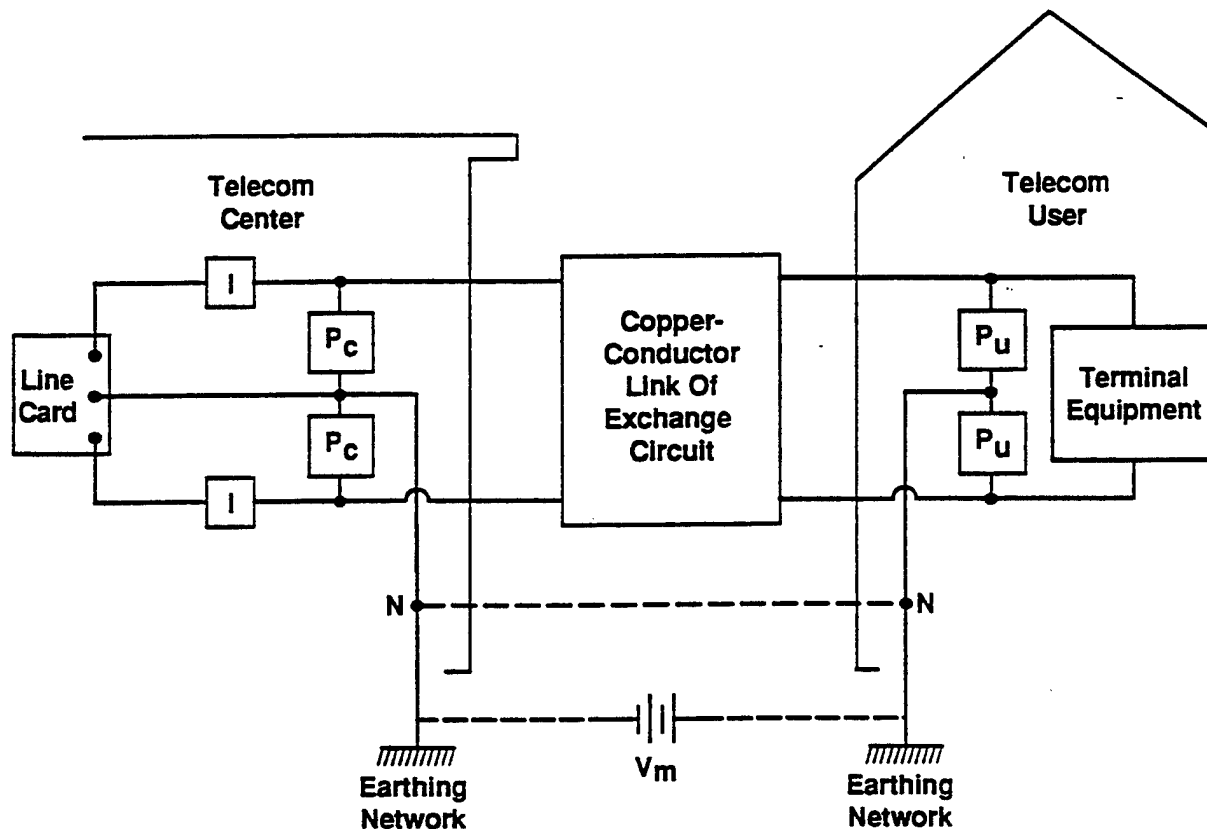 Telecom
Center
Telecom
User
I
Pc
Pc
I
Line
Card
Copper-
Conductor
Link Of
Exchange
Circuit
Pu
Pu
Terminal
Equipment
N
N
Vm
Earthing
Network
Earthing
Network